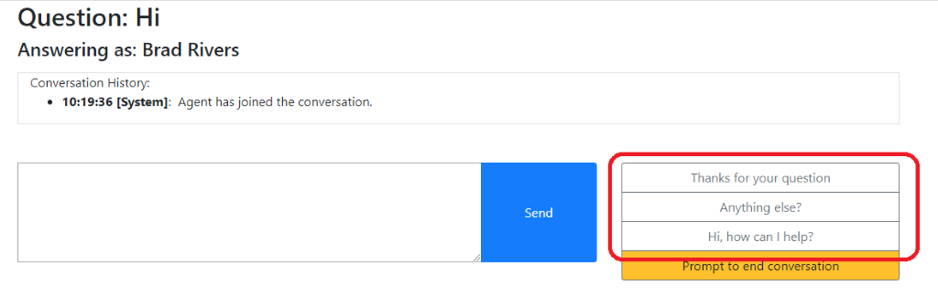 Question: Hi
Answering as: Brad Rivers
Conversation History:
• 10:19:36 [System]: Agent has joined the conversation.
Send
Thanks for your question
Anything else?
Hi, how can I help?
Prompt to end conversation